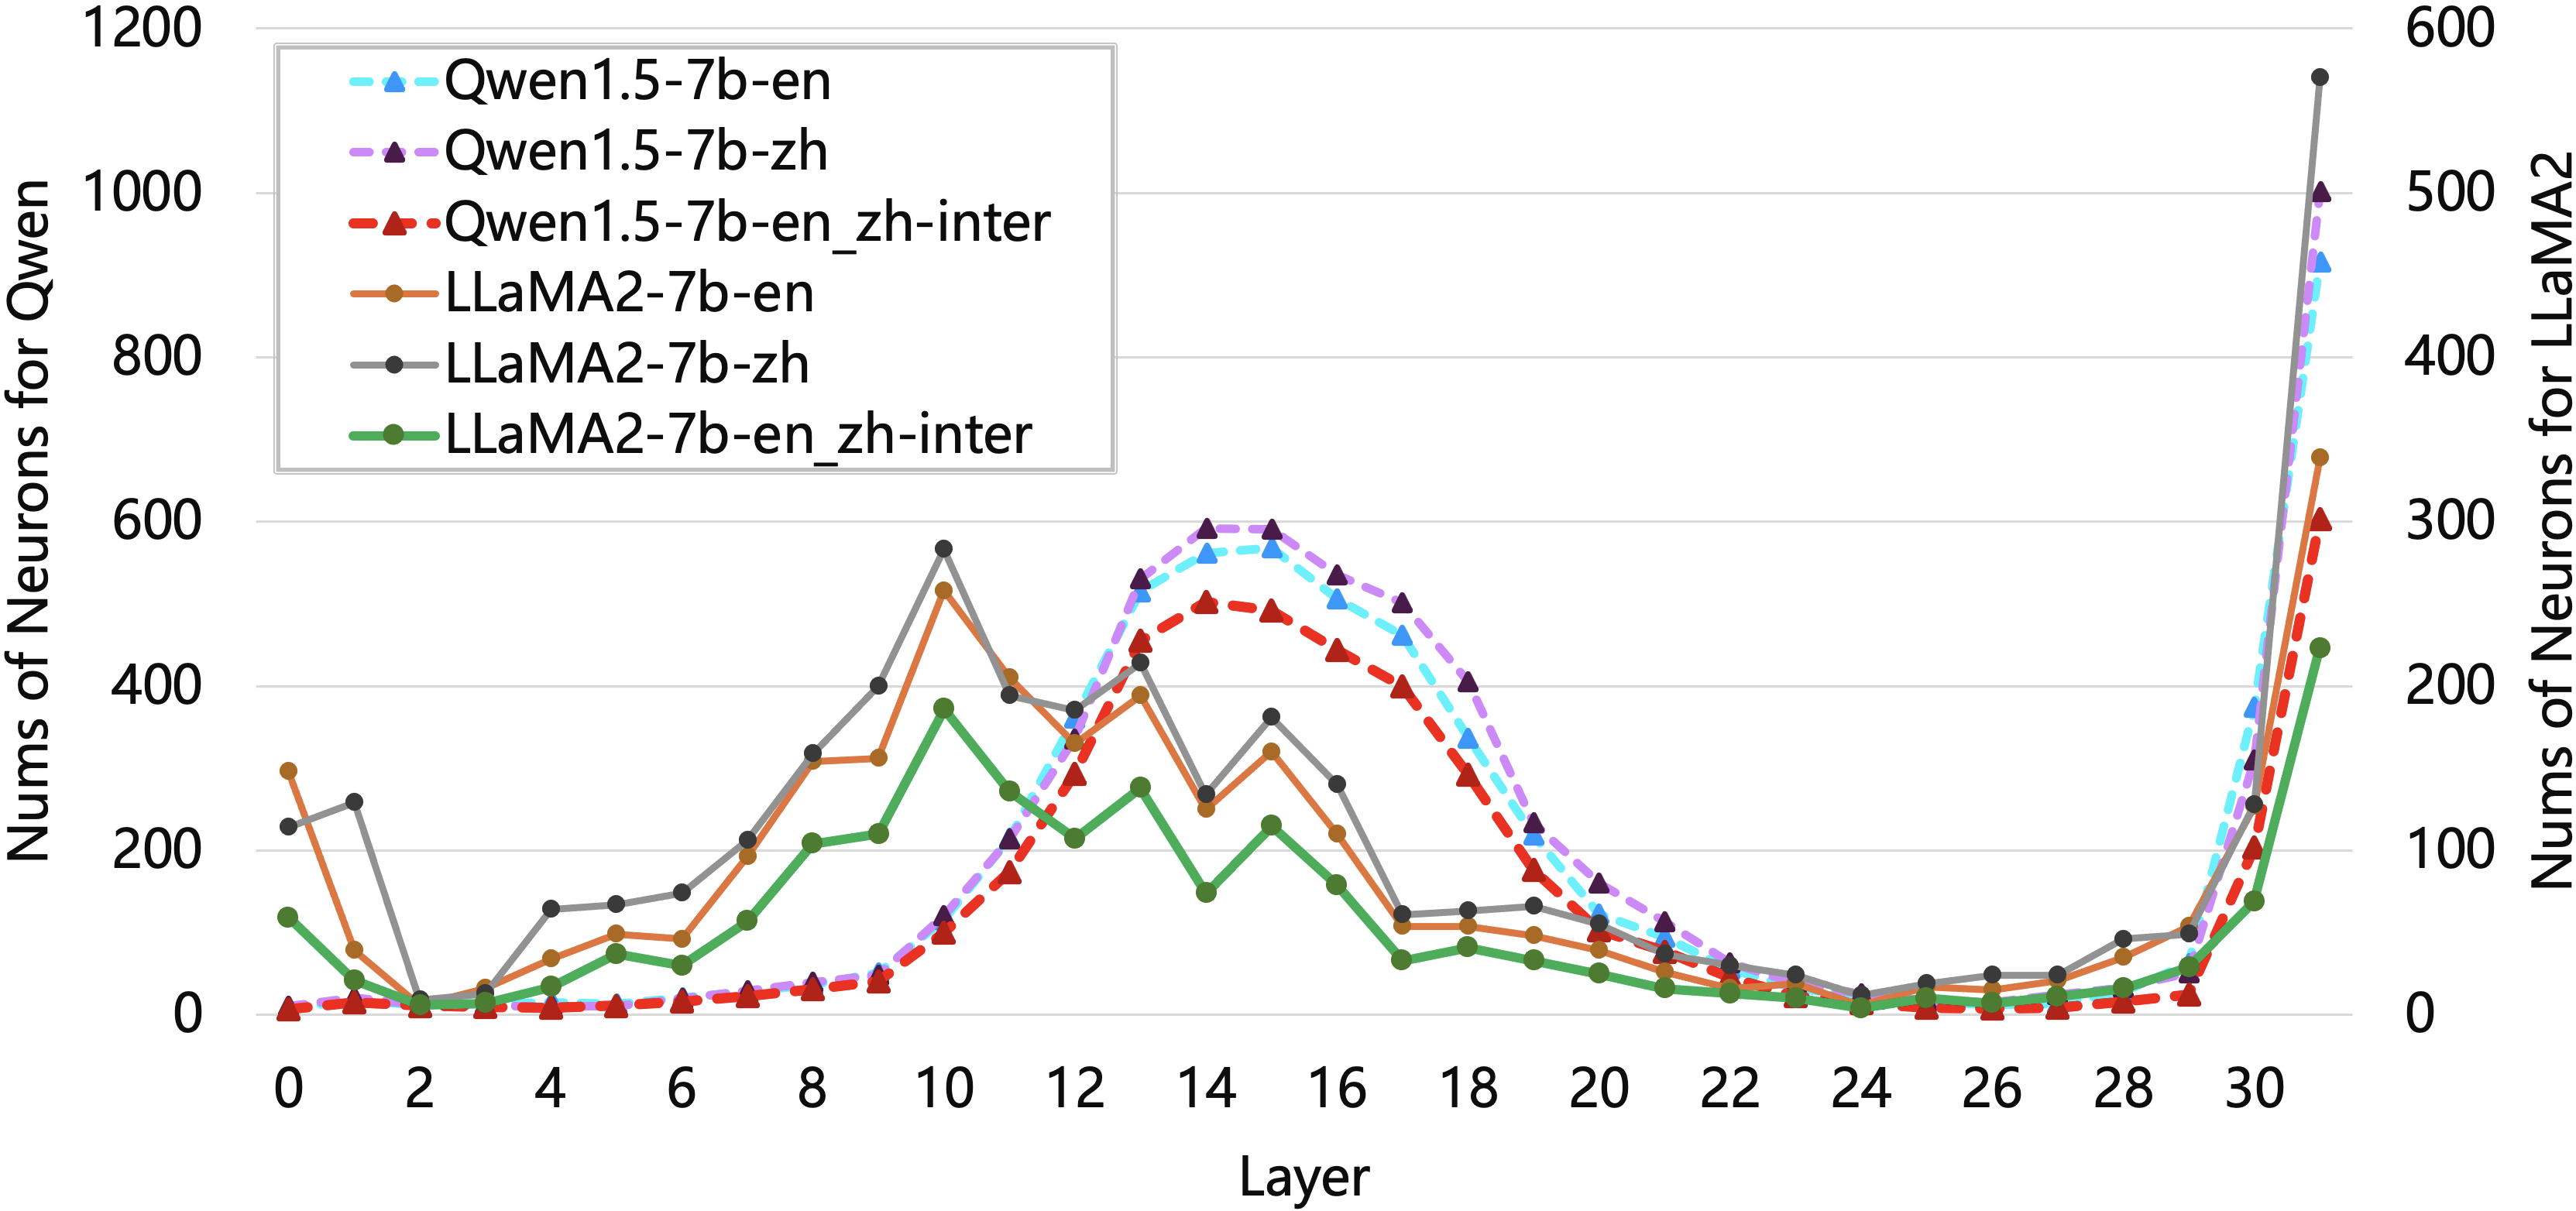 Nums of Neurons for Qwen
1200
1000
800
600
400
200
0
Qwen1.5-7b-en
Qwen1.5-7b-zh
Qwen1.5-7b-en_zh-inter
LLaMA2-7b-en
LLaMA2-7b-zh
LLaMA2-7b-en_zh-inter
600
500
400
300
200
100
0
Nums of Neurons for LLaMA2
0 2 4 6 8 10 12 14 16 18 20 22 24 26 28 30
Layer